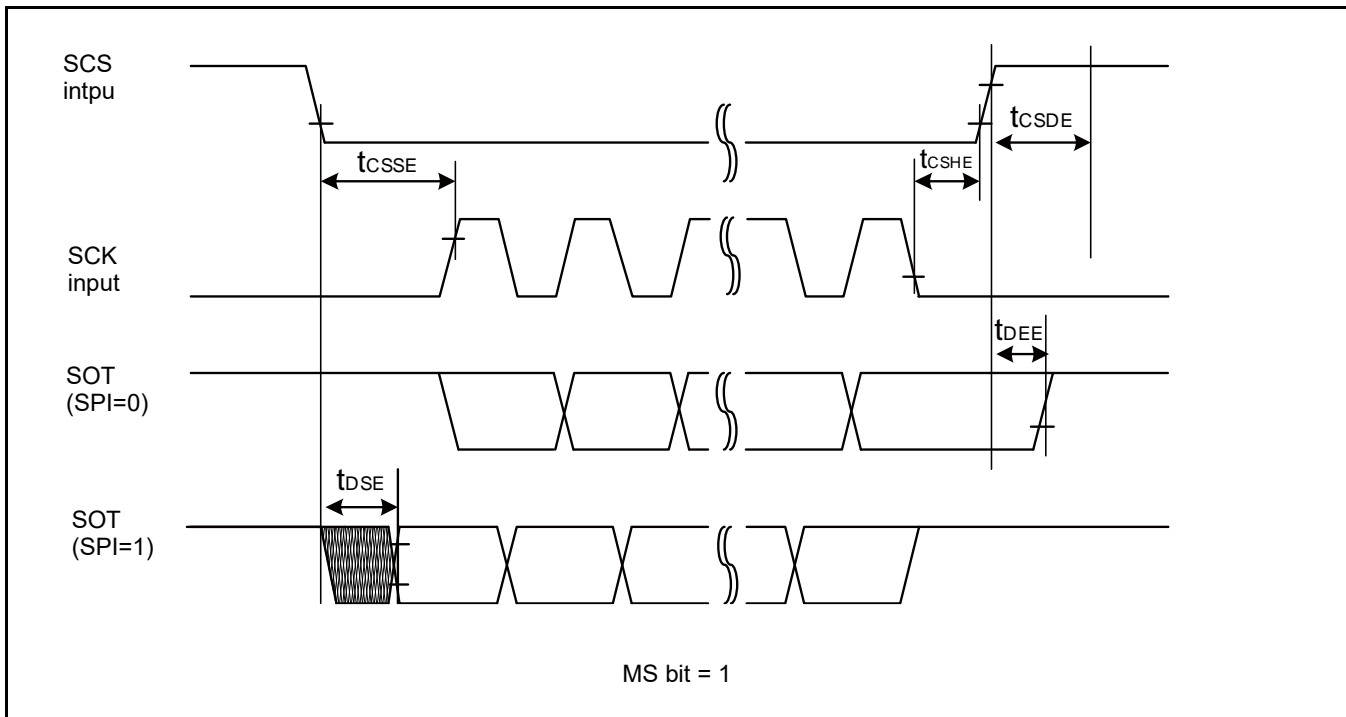 SCS
intpu
tCSDE
tCSHE
tCSSE
SCK
input
tDEE
SOT
(SPI=0)
tDSE
SOT
(SPI=1)
MS bit = 1